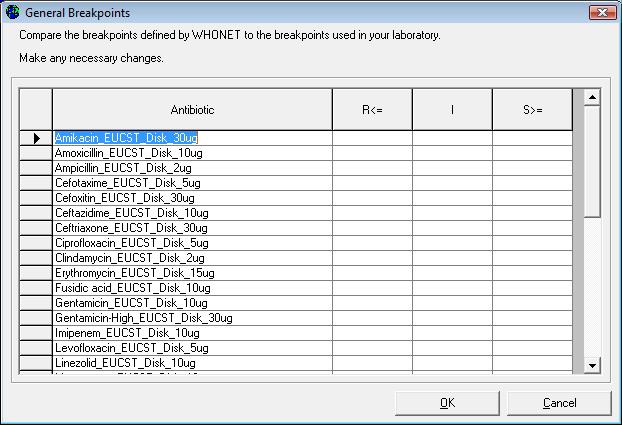 General Breakpoints
Compare the breakpoints defined by WHONET to the breakpoints used in your laboratory.
Make any necessary changes.
Antibiotic R<= I S>=
Amikacin_EUCST_Disk_30ug
Amoxicillin_EUCST_Disk_10ug
Ampicillin_EUCST_Disk_2ug
Cefotaxime_EUCST_Disk_5ug
Cefoxitin_EUCST_Disk_30ug
Ceftazidime_EUCST_Disk_10ug
Ceftriaxone_EUCST_Disk_30ug
Ciprofloxacin_EUCST_Disk_5ug
Clindamycin_EUCST_Disk_2ug
Erythromycin_EUCST_Disk_15ug
Fusidic acid_EUCST_Disk_10ug
Gentamicin_EUCST_Disk_10ug
Gentamicin-High_EUCST_Disk_30ug
Imipenem_EUCST_Disk_10ug
Levofloxacin_EUCST_Disk_5ug
Linezolid_EUCST_Disk_10ug
OK Cancel